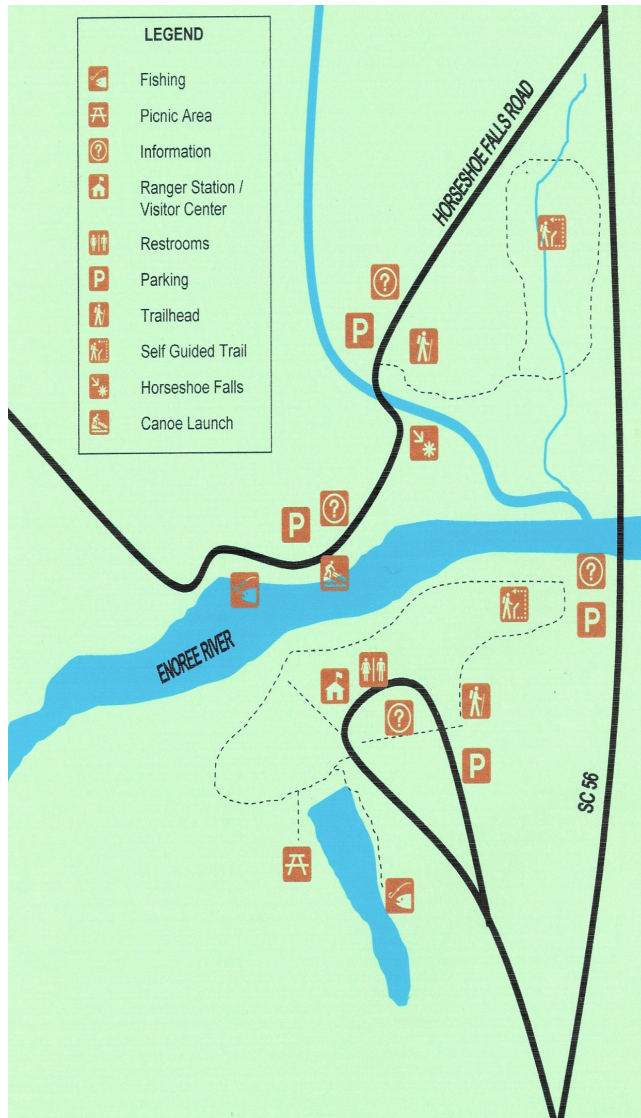 LEGEND
Fishing
Picnic Area
Information
Ranger Station /
Visitor Center
Restrooms
P
Parking
Trailhead
Self Guided Trail
Horseshoe Falls
Canoe Launch
HORSESHOE FALLS ROAD
?
P
P
?
?
P
ENOREE RIVER
?
P
SC 56